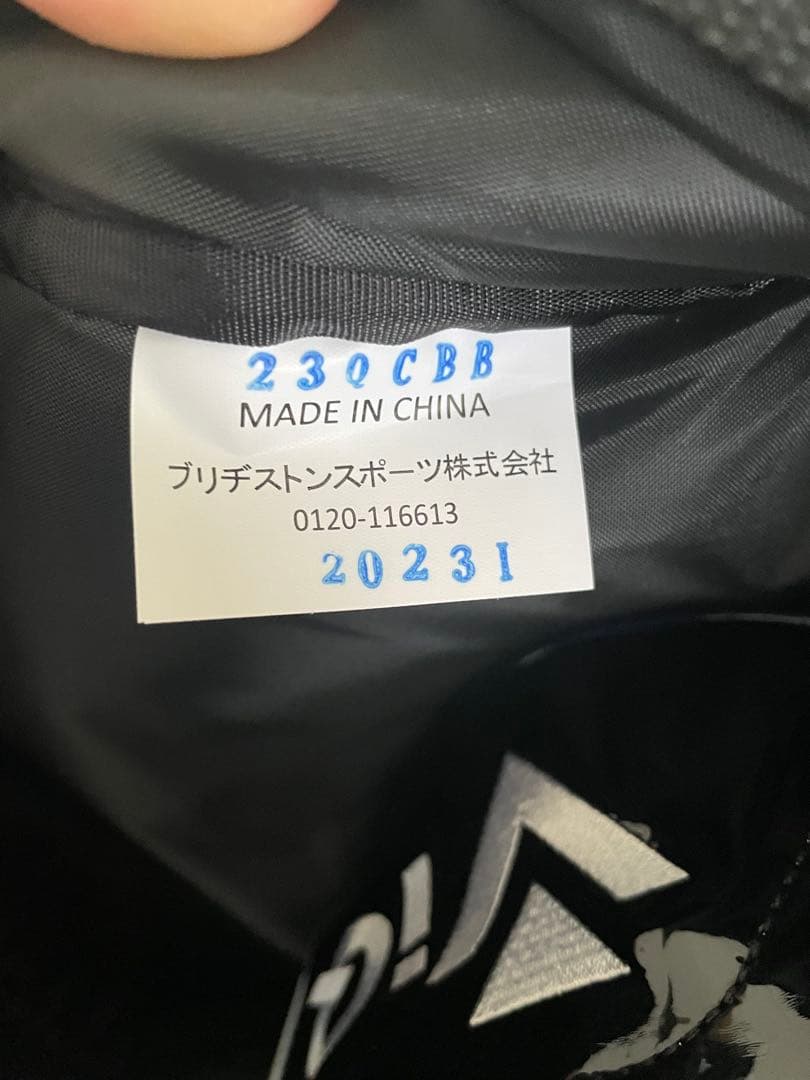 23QCBB
MADE IN CHINA
ブリヂストンスポーツ株式会社
0120-116613
2023I